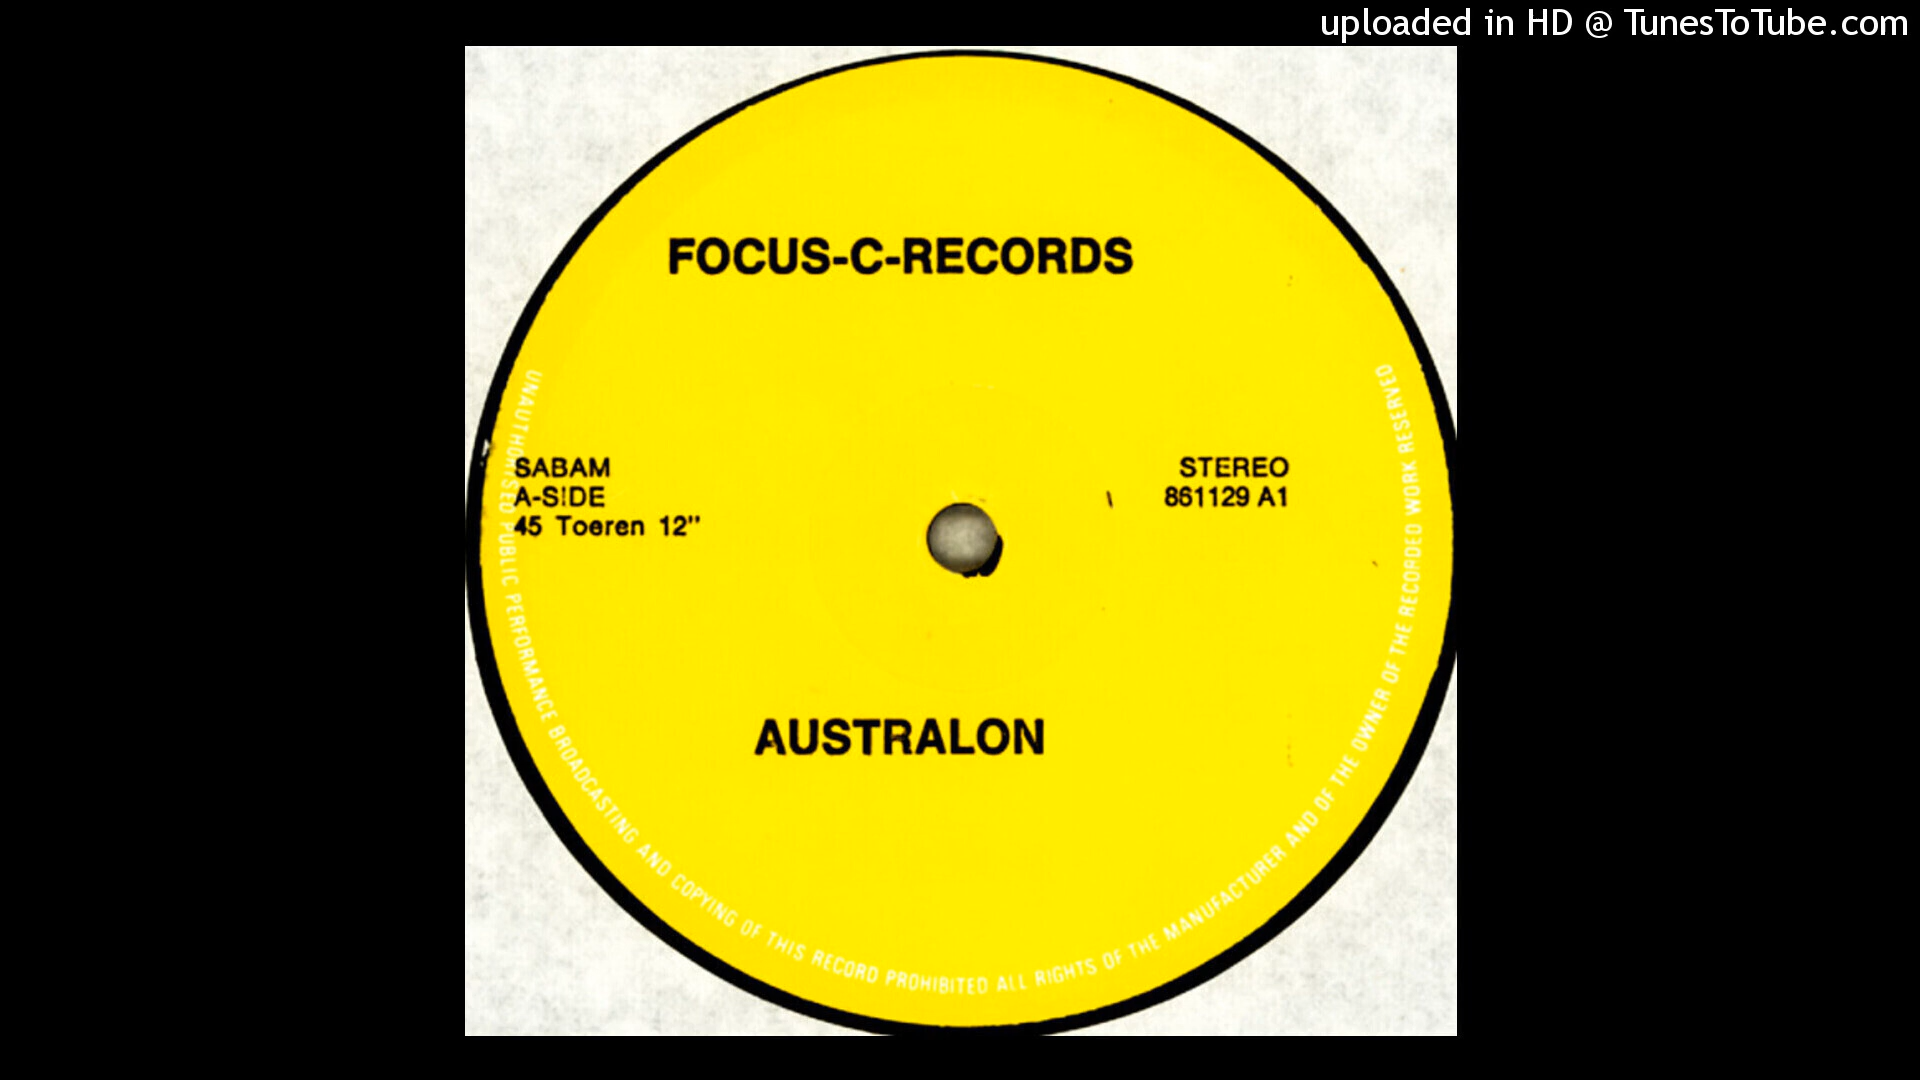 uploaded in HD @ TunesToTube.com
FOCUS-C-RECORDS
SABAM
A-SIDE
45 Toeren 12"
STEREO
861129 A1
AUSTRALON
UNAUTHORISED PUBLIC PERFORMANCE BROADCASTING AND COPYING OF THIS RECORD PROHIBITED ALL RIGHTS OF THE MANUFACTURER AND OF THE OWNER OF THE RECORDED WORK RESERVED